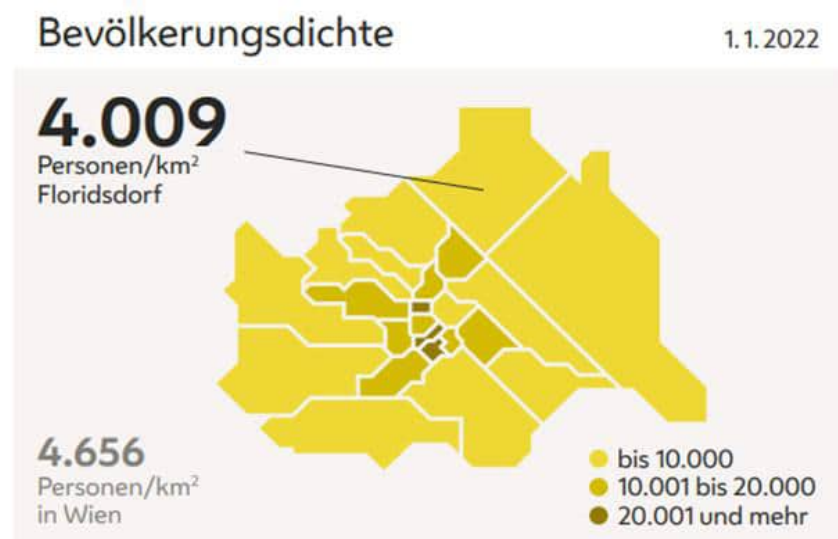 Bevölkerungsdichte
1.1.2022
4.009
Personen/km²
Floridsdorf
4.656
Personen/km²
in Wien
bis 10.000
10.001 bis 20.000
20.001 und mehr